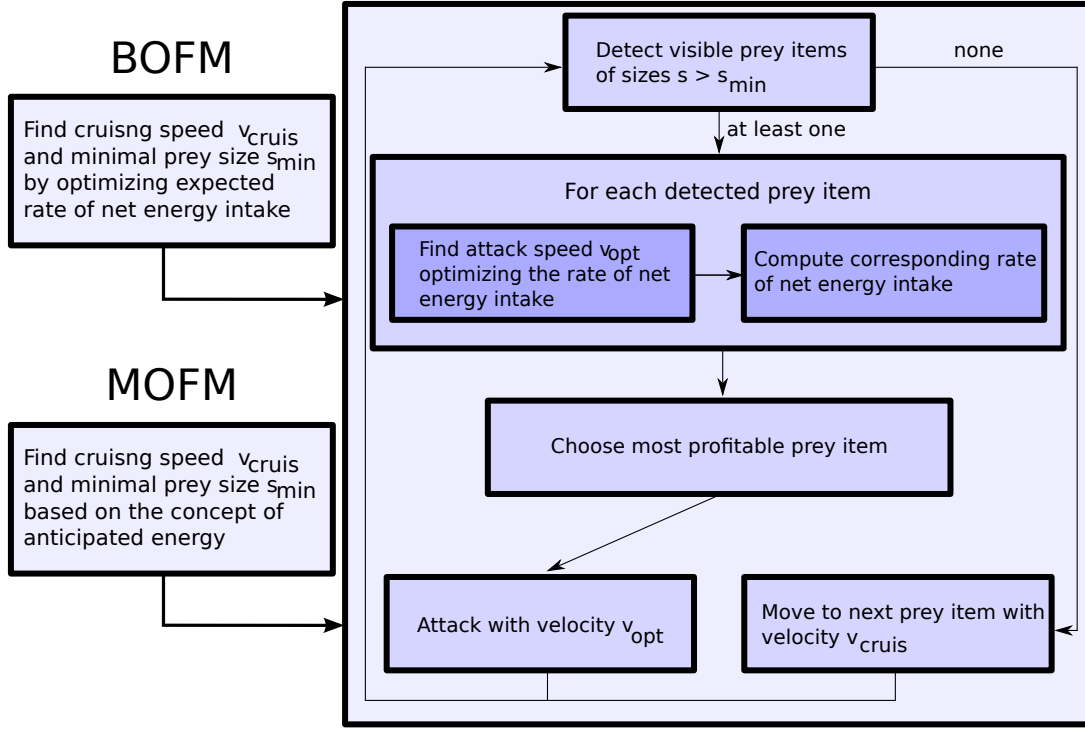 BOFM
Find cruisng speed v_cruis
and minimal prey size s_min
by optimizing expected
rate of net energy intake
MOFM
Find cruisng speed v_cruis
and minimal prey size s_min
based on the concept of
anticipated energy
Detect visible prey items
of sizes s > s_min
none
at least one
For each detected prey item
Find attack speed v_opt
optimizing the rate of net
energy intake
Compute corresponding rate
of net energy intake
Choose most profitable prey item
Attack with velocity v_opt
Move to next prey item with
velocity v_cruis